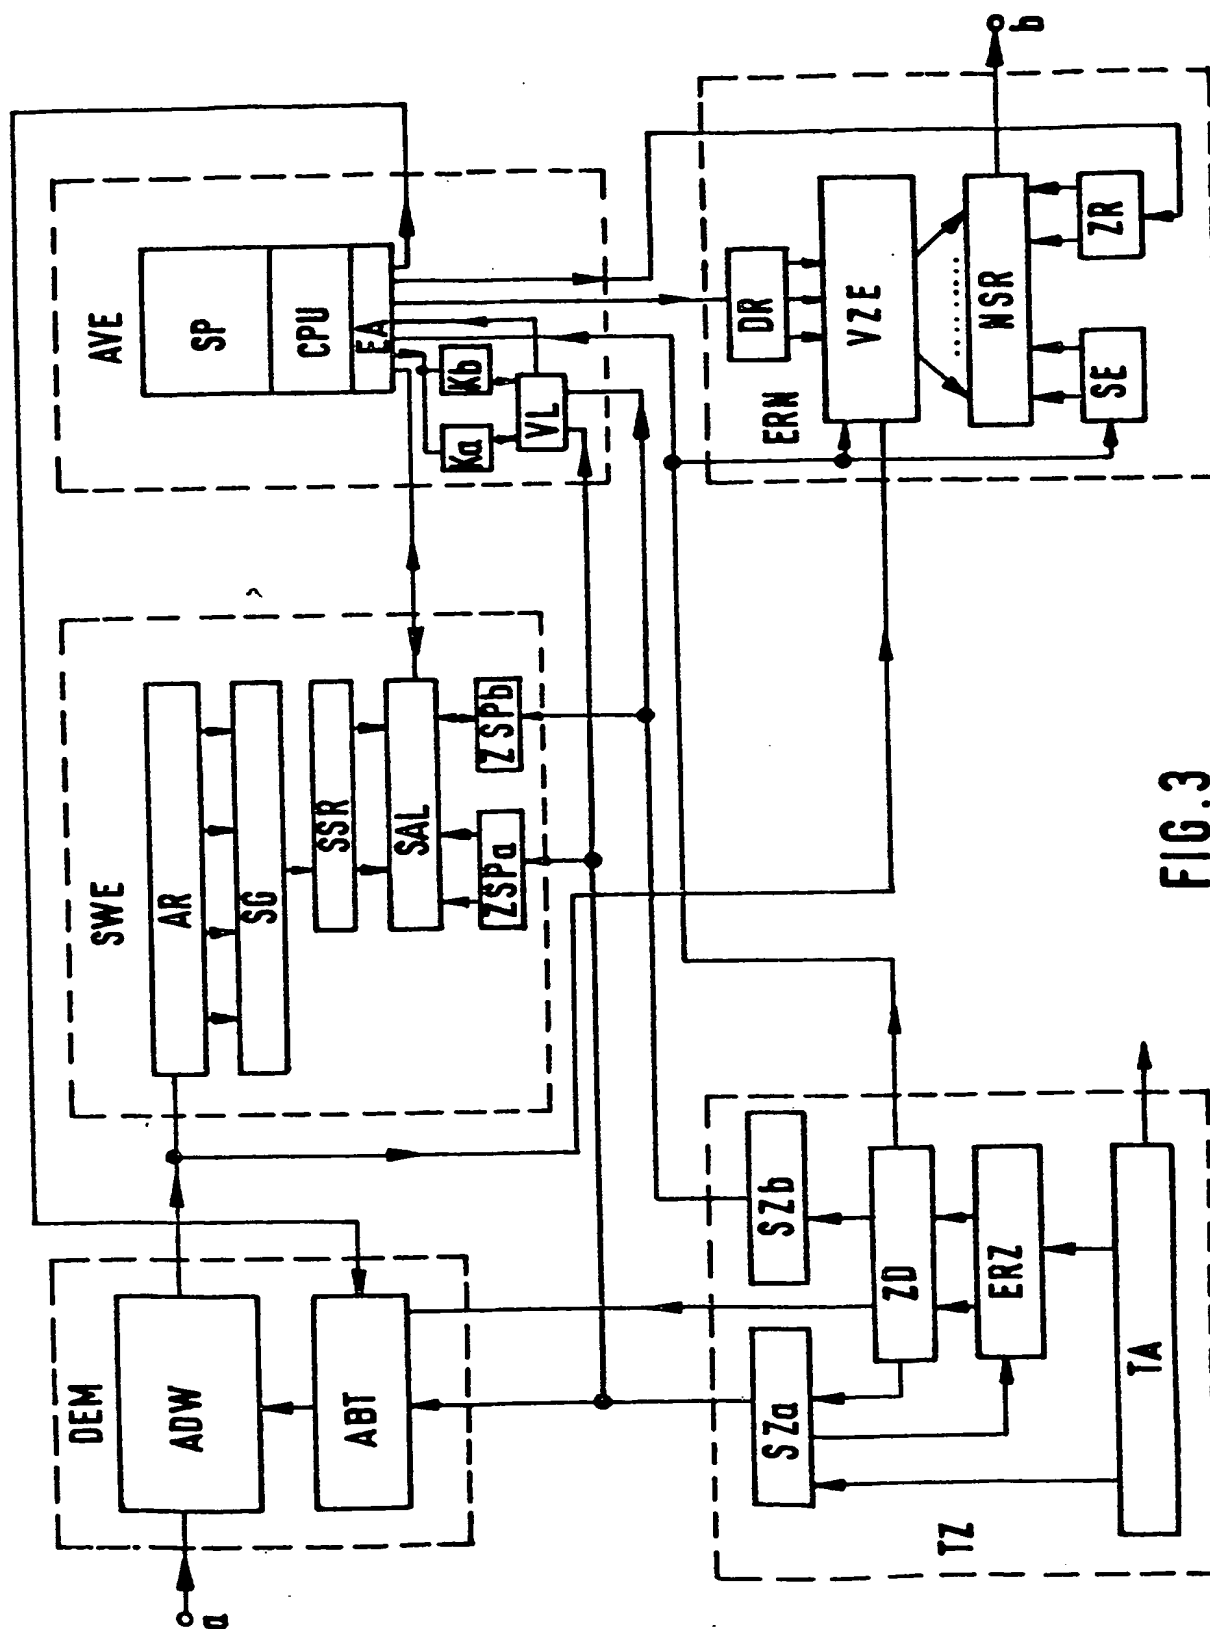 a
DEM
ADW
ABT
SWE
AR
SG
SSR
SAL
ZSPa
ZSPb
AVE
SP
CPU
EA
Ka
Kb
VL
TZ
SZa
SZb
ZD
ERZ
TA
ERN
DR
VZE
NSR
SE
ZR
b
FIG.3